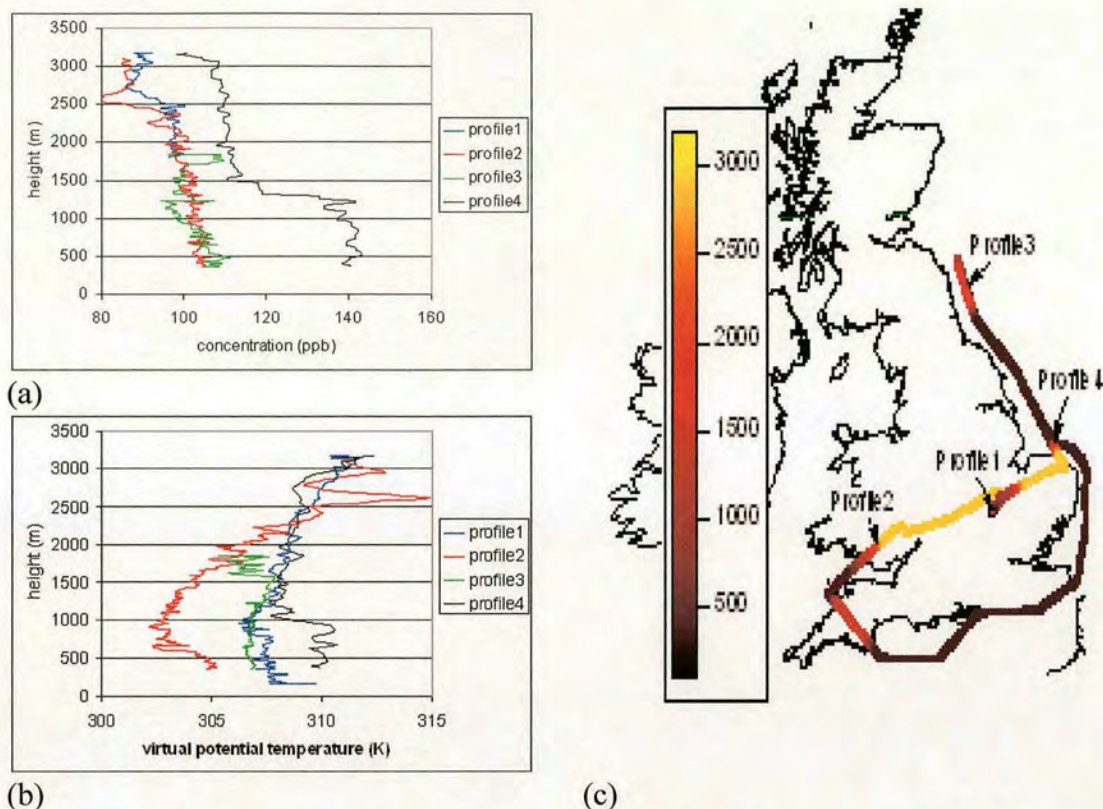 3500
3000
2500
2000
1500
1000
500
0
height (m)
80 100 120 140 160
concentration (ppb)
profile1
profile2
profile3
profile4
(a)
3500
3000
2500
2000
1500
1000
500
0
height (m)
300 305 310 315
virtual potential temperature (K)
profile1
profile2
profile3
profile4
(b)
3000
2500
2000
1500
1000
500
Profile3
Profile 4
Profile 1
Profile2
(c)